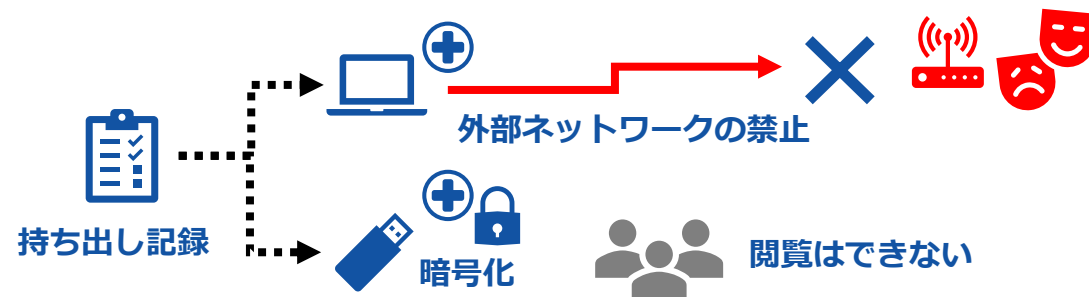 外部ネットワークの禁止
持ち出し記録
暗号化
閲覧はできない